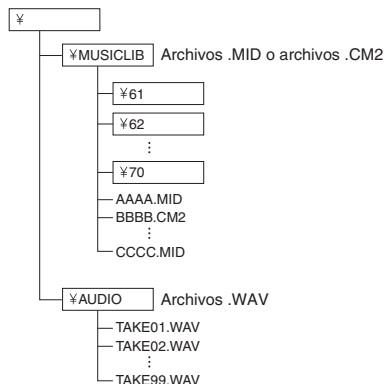 ¥
¥MUSICLIB Archivos .MID o archivos .CM2
¥61
¥62
⋮
¥70
AAAA.MID
BBBB.CM2
⋮
CCCC.MID
¥AUDIO Archivos .WAV
TAKE01.WAV
TAKE02.WAV
⋮
TAKE99.WAV